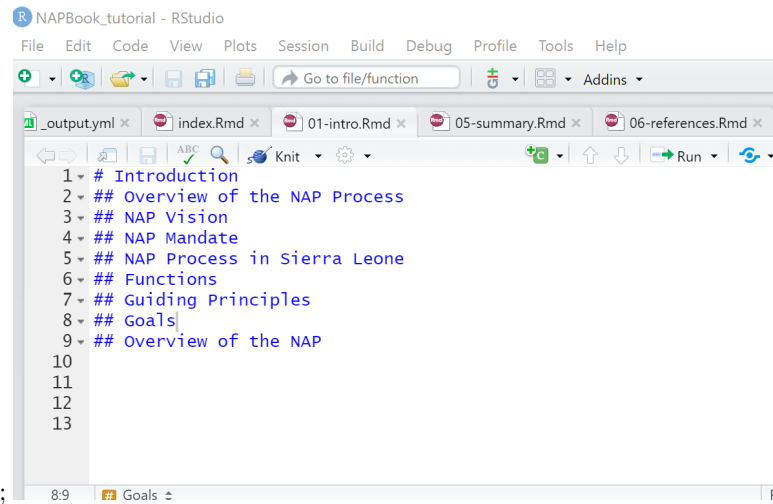 R NAPBook_tutorial - RStudio
File Edit Code View Plots Session Build Debug Profile Tools Help
Go to file/function Addins
_output.yml × index.Rmd × 01-intro.Rmd × 05-summary.Rmd × 06-references.Rmd ×
ABC Knit Run
1 # Introduction
2 ## Overview of the NAP Process
3 ## NAP Vision
4 ## NAP Mandate
5 ## NAP Process in Sierra Leone
6 ## Functions
7 ## Guiding Principles
8 ## Goals
9 ## Overview of the NAP
10
11
12
13
; 8:9 # Goals